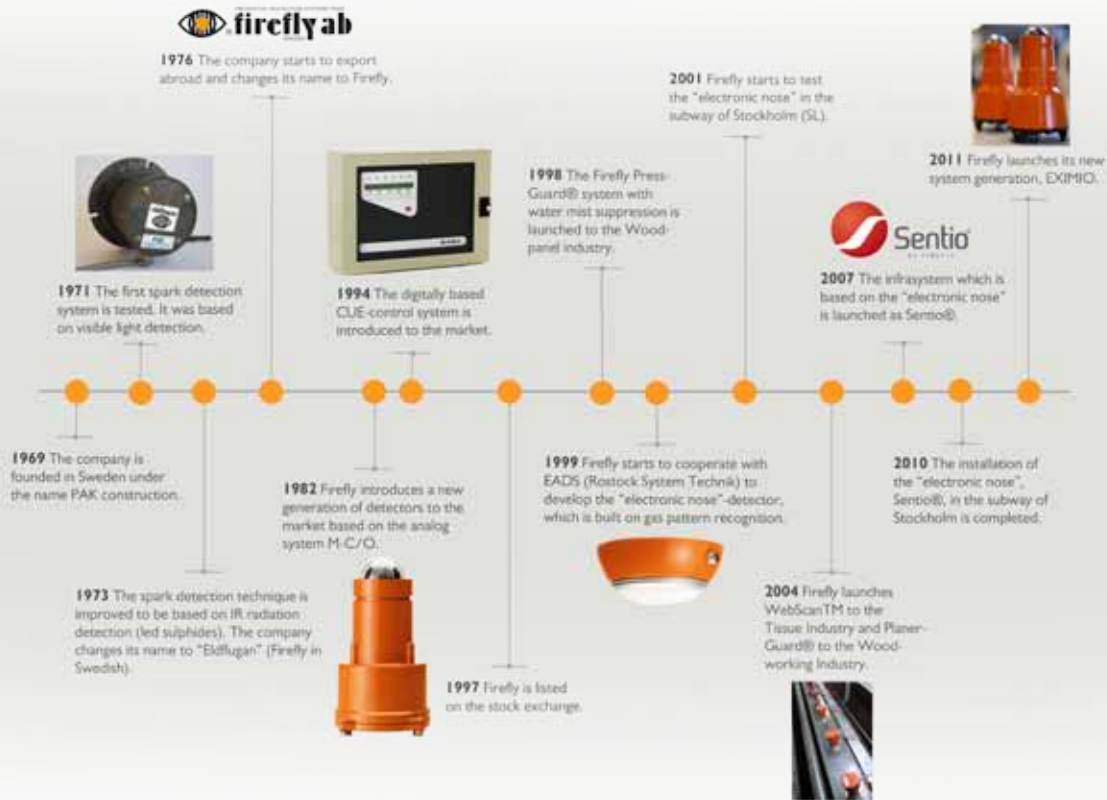 firefly ab
1976 The company starts to export
abroad and changes its name to Firefly.
2001 Firefly starts to test
the "electronic nose" in the
subway of Stockholm (SL).
2011 Firefly launches its new
system generation, EXIMIO.
1998 The Firefly Press-
Guard® system with
water mist suppression is
launched to the Wood-
panel industry.
Sentio®
BY FIREFLY
2007 The infrasystem which is
based on the "electronic nose"
is launched as Sentio®.
1971 The first spark detection
system is tested. It was based
on visible light detection.
1994 The digitally based
CUE-control system is
introduced to the market.
1969 The company is
founded in Sweden under
the name PAK construction.
1982 Firefly introduces a new
generation of detectors to the
market based on the analog
system M-C/O.
1999 Firefly starts to cooperate with
EADS (Rostock System Technik) to
develop the "electronic nose"-detector,
which is built on gas pattern recognition.
2010 The installation of
the "electronic nose",
Sentio®, in the subway of
Stockholm is completed.
1973 The spark detection technique is
improved to be based on IR radiation
detection (led sulphides). The company
changes its name to "Eldflugan" (Firefly in
Swedish).
2004 Firefly launches
WebScanTM to the
Tissue Industry and Planer-
Guard® to the Wood-
working Industry.
1997 Firefly is listed
on the stock exchange.